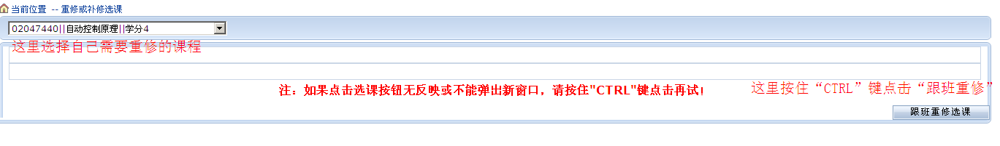 当前位置 -- 重修或补修选课
02047440||自动控制原理||学分4
这里选择自己需要重修的课程
注：如果点击选课按钮无反映或不能弹出新窗口，请按住"CTRL"键点击再试！
这里按住“CTRL”键点击“跟班重修”
跟班重修选课